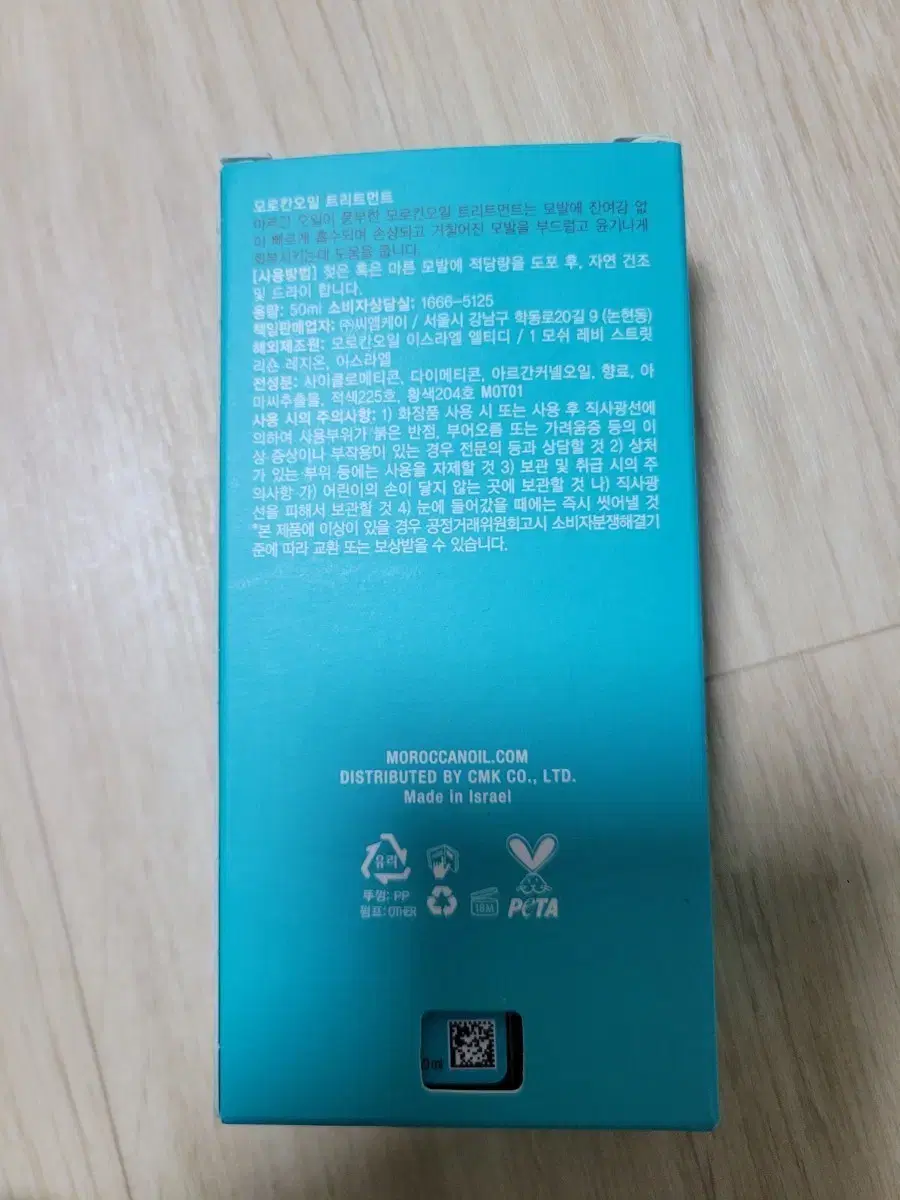 모로칸오일 트리트먼트
아르간 오일이 풍부한 모로칸오일 트리트먼트는 모발에 잔여감 없
이 빠르게 흡수되며 손상되고 거칠어진 모발을 부드럽고 윤기나게
회복시키는데 도움을 줍니다.
[사용방법] 젖은 혹은 마른 모발에 적당량을 도포 후, 자연 건조
및 드라이 합니다.
용량: 50ml 소비자상담실: 1666-5125
책임판매업자: ㈜씨엠케이 / 서울시 강남구 학동로20길 9 (논현동)
해외제조원: 모로칸오일 이스라엘 엘티디 / 1 모쉬 레비 스트릿
리숀 레지온, 이스라엘
전성분: 사이클로메티콘, 다이메티콘, 아르간커넬오일, 향료, 아
마씨추출물, 적색225호, 황색204호 MOT01
사용 시의 주의사항: 1) 화장품 사용 시 또는 사용 후 직사광선에
의하여 사용부위가 붉은 반점, 부어오름 또는 가려움증 등의 이
상 증상이나 부작용이 있는 경우 전문의 등과 상담할 것 2) 상처
가 있는 부위 등에는 사용을 자제할 것 3) 보관 및 취급 시의 주
의사항 가) 어린이의 손이 닿지 않는 곳에 보관할 것 나) 직사광
선을 피해서 보관할 것 4) 눈에 들어갔을 때에는 즉시 씻어낼 것
*본 제품에 이상이 있을 경우 공정거래위원회고시 소비자분쟁해결기
준에 따라 교환 또는 보상받을 수 있습니다.
MOROCCANOIL.COM
DISTRIBUTED BY CMK CO., LTD.
Made in Israel
유리
뚜껑: PP
펌프: OTHER
18M
PeTA
0ml